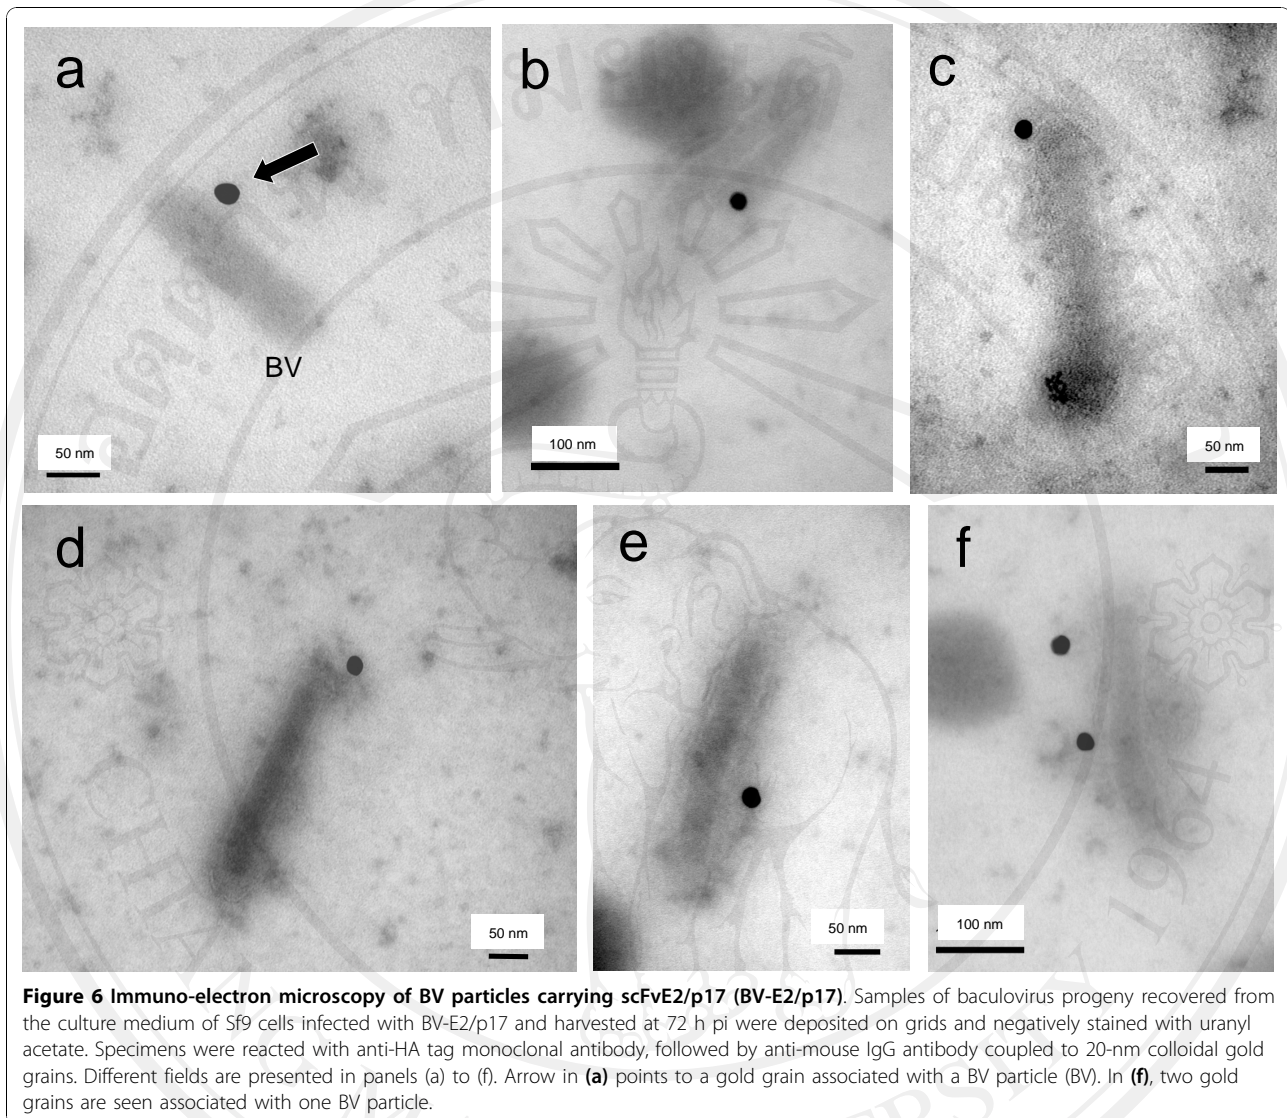 a
b
c
BV
50 nm
100 nm
50 nm
d
e
f
50 nm
50 nm
100 nm
CHIANG M
ERSITY 1964
Figure 6 Immuno-electron microscopy of BV particles carrying scFvE2/p17 (BV-E2/p17). Samples of baculovirus progeny recovered from
the culture medium of Sf9 cells infected with BV-E2/p17 and harvested at 72 h pi were deposited on grids and negatively stained with uranyl
acetate. Specimens were reacted with anti-HA tag monoclonal antibody, followed by anti-mouse IgG antibody coupled to 20-nm colloidal gold
grains. Different fields are presented in panels (a) to (f). Arrow in (a) points to a gold grain associated with a BV particle (BV). In (f), two gold
grains are seen associated with one BV particle.